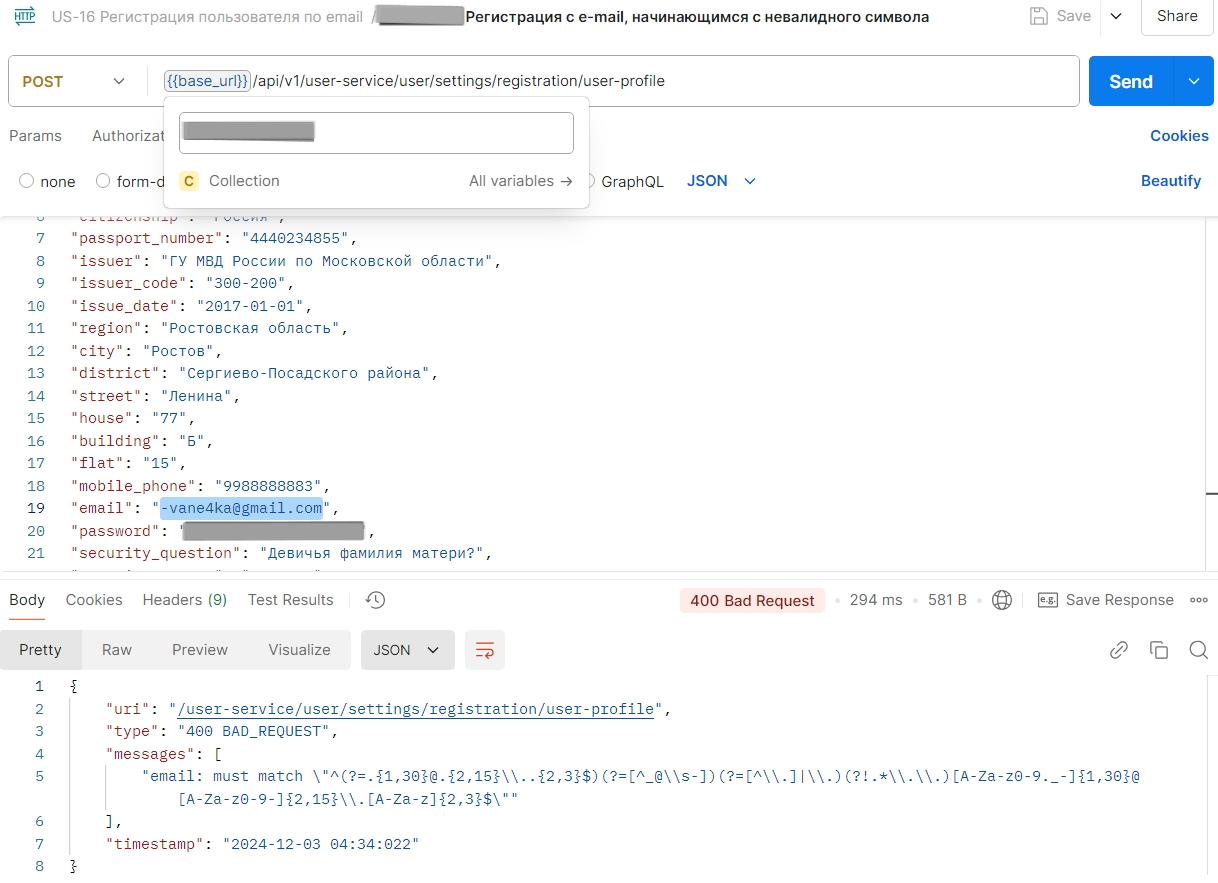 HTTP US-16 Регистрация пользователя по email / Регистрация с e-mail, начинающимся с невалидного символа Save Share
POST {{base_url}}/api/v1/user-service/user/settings/registration/user-profile Send
Params Authorizat Cookies
C Collection All variables →
none form-d GraphQL JSON Beautify
6 "citizenship": "Россия",
7 "passport_number": "4440234855",
8 "issuer": "ГУ МВД России по Московской области",
9 "issuer_code": "300-200",
10 "issue_date": "2017-01-01",
11 "region": "Ростовская область",
12 "city": "Ростов",
13 "district": "Сергиево-Посадского района",
14 "street": "Ленина",
15 "house": "77",
16 "building": "Б",
17 "flat": "15",
18 "mobile_phone": "9988888883",
19 "email": "-vane4ka@gmail.com",
20 "password": " ,
21 "security_question": "Девичья фамилия матери?",
Body Cookies Headers (9) Test Results 400 Bad Request 294 ms 581 B e.g. Save Response
Pretty Raw Preview Visualize JSON
1 {
2 "uri": "/user-service/user/settings/registration/user-profile",
3 "type": "400 BAD_REQUEST",
4 "messages": [
5 "email: must match \"^(?=.{1,30}@.{2,15}\\..{2,3}$)(?=[^_@\\s-])(?=[^\\.]|\\.)(?!.*\\.\\.)[A-Za-z0-9._-]{1,30}@
[A-Za-z0-9-]{2,15}\\.[A-Za-z]{2,3}$\""
6 ],
7 "timestamp": "2024-12-03 04:34:022"
8 }